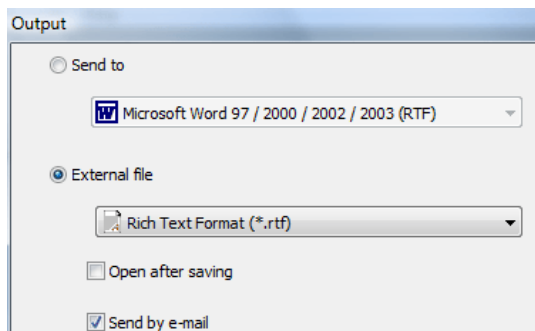 Output
Send to
Microsoft Word 97 / 2000 / 2002 / 2003 (RTF)
External file
Rich Text Format (*.rtf)
Open after saving
Send by e-mail